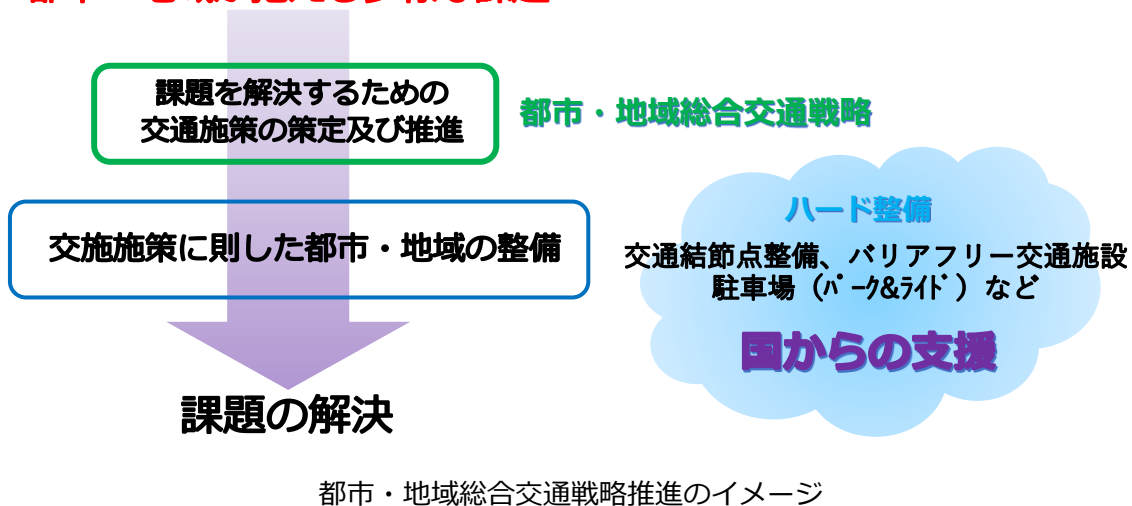 課題を解決するための
交通施策の策定及び推進
都市・地域総合交通戦略
交施施策に則した都市・地域の整備
ハード整備
交通結節点整備、バリアフリー交通施設
駐車場（ﾊﾟｰｸ&ﾗｲﾄﾞ）など
国からの支援
課題の解決
都市・地域総合交通戦略推進のイメージ